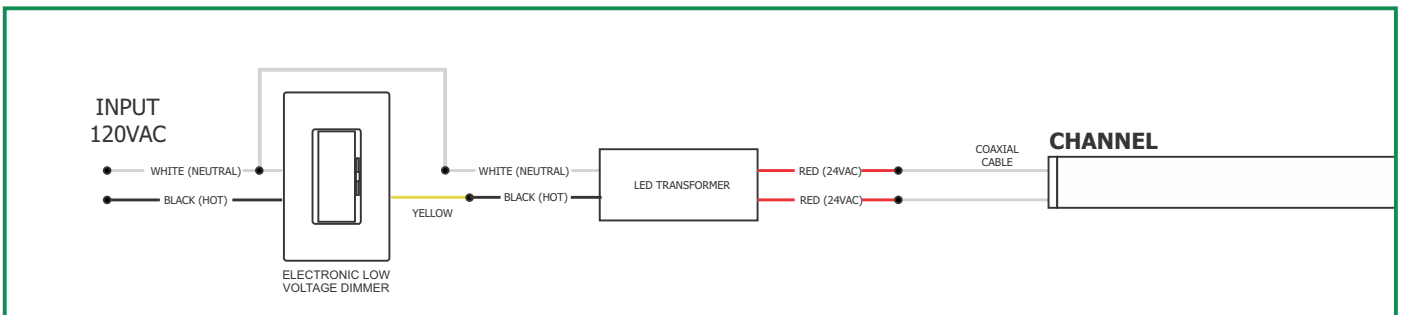 INPUT
120VAC
WHITE (NEUTRAL)
BLACK (HOT)
ELECTRONIC LOW
VOLTAGE DIMMER
YELLOW
WHITE (NEUTRAL)
BLACK (HOT)
LED TRANSFORMER
RED (24VAC)
RED (24VAC)
COAXIAL
CABLE
CHANNEL